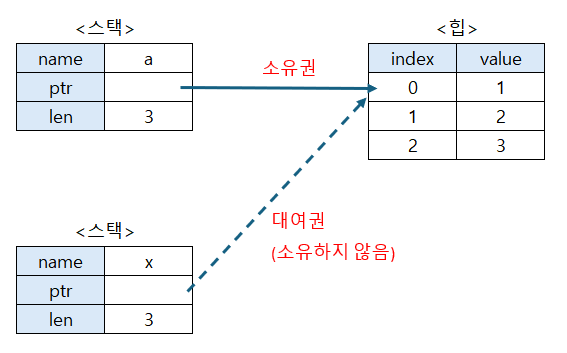 <스택>
name a
ptr
len 3
소유권
<힙>
index value
0 1
1 2
2 3
대여권
(소유하지 않음)
<스택>
name x
ptr
len 3